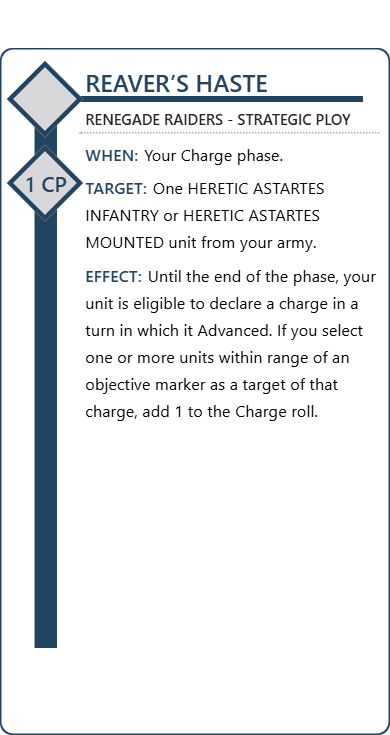 REAVER’S HASTE
RENEGADE RAIDERS - STRATEGIC PLOY
WHEN: Your Charge phase.
1 CP
TARGET: One HERETIC ASTARTES
INFANTRY or HERETIC ASTARTES
MOUNTED unit from your army.
EFFECT: Until the end of the phase, your
unit is eligible to declare a charge in a
turn in which it Advanced. If you select
one or more units within range of an
objective marker as a target of that
charge, add 1 to the Charge roll.